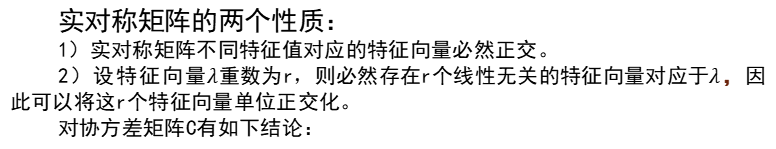 实对称矩阵的两个性质：
1）实对称矩阵不同特征值对应的特征向量必然正交。
2）设特征向量λ重数为r，则必然存在r个线性无关的特征向量对应于λ，因
此可以将这r个特征向量单位正交化。
对协方差矩阵C有如下结论：